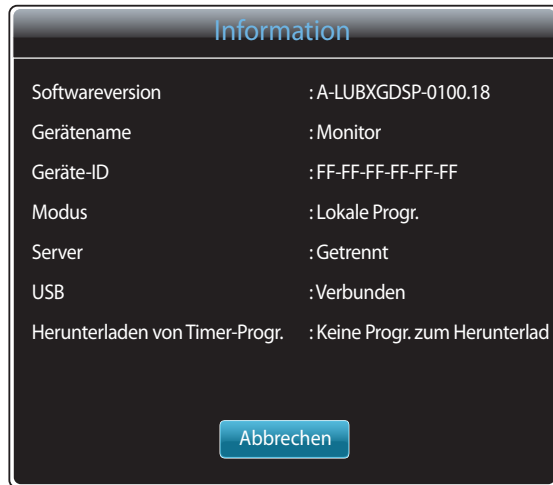 Information
Softwareversion : A-LUBXGDSP-0100.18
Gerätename : Monitor
Geräte-ID : FF-FF-FF-FF-FF-FF
Modus : Lokale Progr.
Server : Getrennt
USB : Verbunden
Herunterladen von Timer-Progr. : Keine Progr. zum Herunterlad
Abbrechen